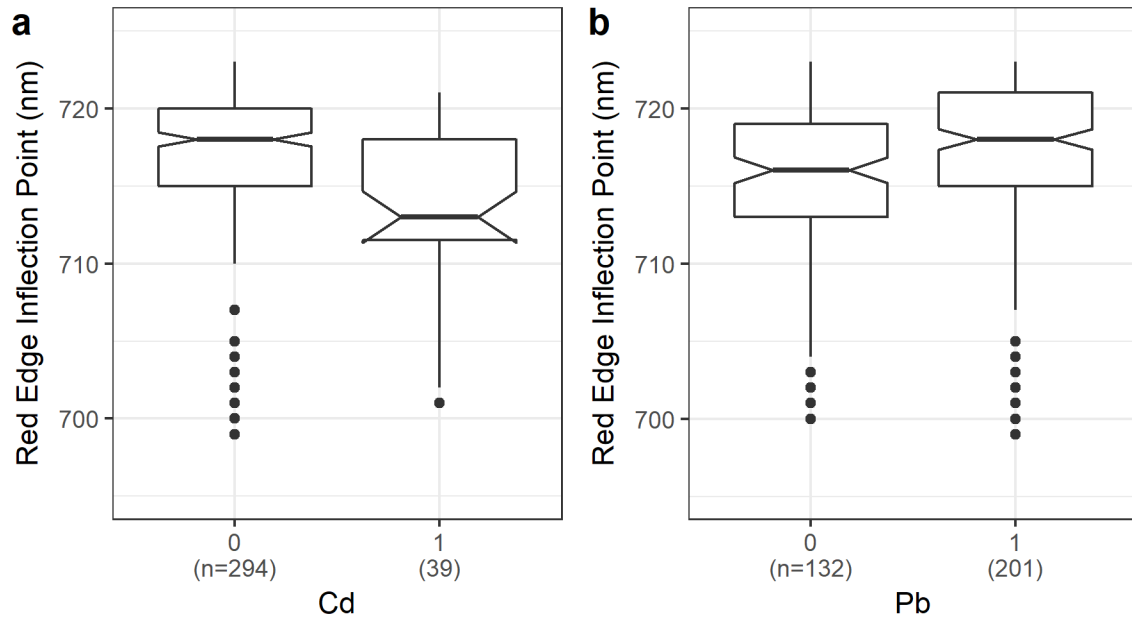 a
Red Edge Inflection Point (nm)
720
710
700
0
(n=294)
1
(39)
Cd
b
Red Edge Inflection Point (nm)
720
710
700
0
(n=132)
1
(201)
Pb